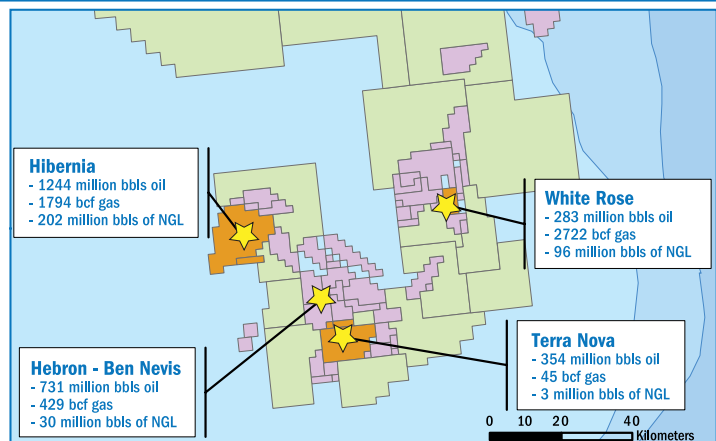 Hibernia
- 1244 million bbls oil
- 1794 bcf gas
- 202 million bbls of NGL
White Rose
- 283 million bbls oil
- 2722 bcf gas
- 96 million bbls of NGL
Hebron - Ben Nevis
- 731 million bbls oil
- 429 bcf gas
- 30 million bbls of NGL
Terra Nova
- 354 million bbls oil
- 45 bcf gas
- 3 million bbls of NGL
0 10 20 40
Kilometers